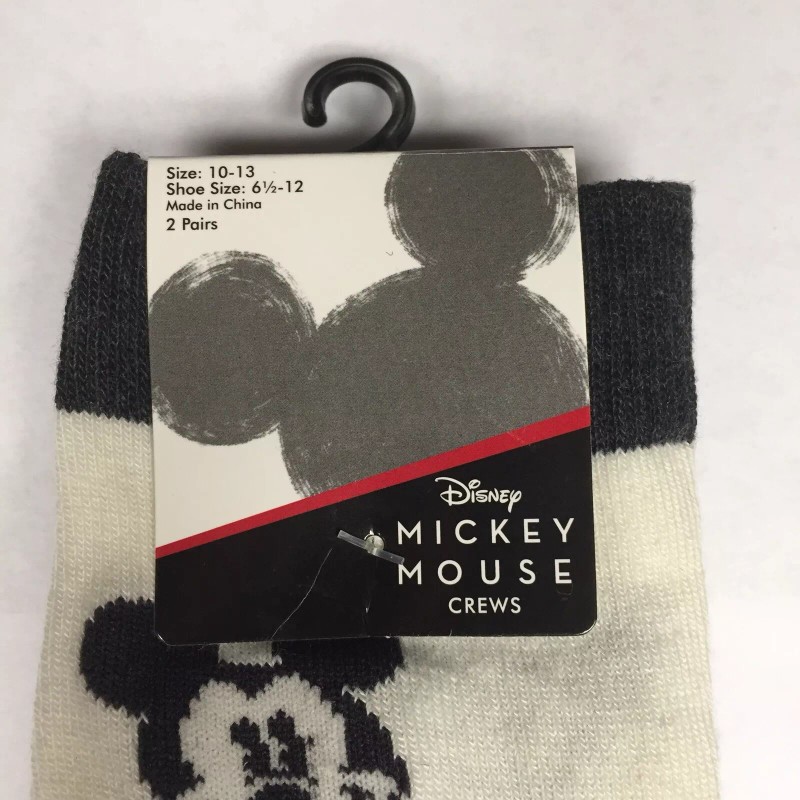 Size: 10-13
Shoe Size: 6½-12
Made in China
2 Pairs
Disney
MICKEY
MOUSE
CREWS